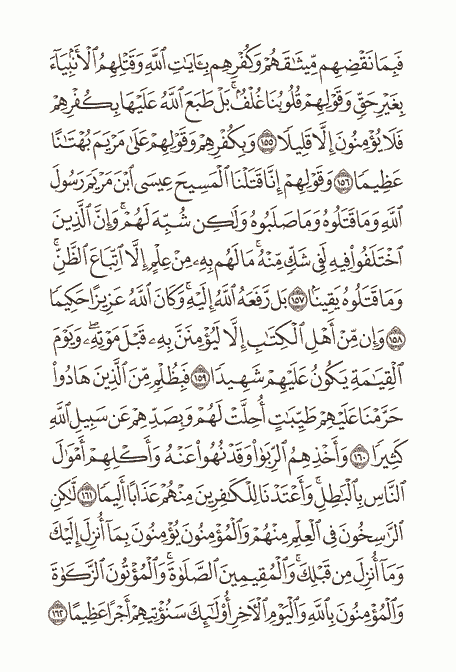 فَبِمَا نَقْضِهِم مِّيثَـٰقَهُمْ وَكُفْرِهِم بِـَٔايَـٰتِ ٱللَّهِ وَقَتْلِهِمُ ٱلْأَنۢبِيَآءَ
بِغَيْرِ حَقٍّ وَقَوْلِهِمْ قُلُوبُنَا غُلْفٌۢ ۚ بَلْ طَبَعَ ٱللَّهُ عَلَيْهَا بِكُفْرِهِمْ
فَلَا يُؤْمِنُونَ إِلَّا قَلِيلًا ١٥٥ وَبِكُفْرِهِمْ وَقَوْلِهِمْ عَلَىٰ مَرْيَمَ بُهْتَـٰنًا
عَظِيمًا ١٥٦ وَقَوْلِهِمْ إِنَّا قَتَلْنَا ٱلْمَسِيحَ عِيسَى ٱبْنَ مَرْيَمَ رَسُولَ
ٱللَّهِ وَمَا قَتَلُوهُ وَمَا صَلَبُوهُ وَلَـٰكِن شُبِّهَ لَهُمْ ۚ وَإِنَّ ٱلَّذِينَ
ٱخْتَلَفُوا۟ فِيهِ لَفِى شَكٍّ مِّنْهُ ۚ مَا لَهُم بِهِۦ مِنْ عِلْمٍ إِلَّا ٱتِّبَاعَ ٱلظَّنِّ ۚ
وَمَا قَتَلُوهُ يَقِينًۢا ١٥٧ بَل رَّفَعَهُ ٱللَّهُ إِلَيْهِ ۚ وَكَانَ ٱللَّهُ عَزِيزًا حَكِيمًا
١٥٨ وَإِن مِّنْ أَهْلِ ٱلْكِتَـٰبِ إِلَّا لَيُؤْمِنَنَّ بِهِۦ قَبْلَ مَوْتِهِۦ ۖ وَيَوْمَ
ٱلْقِيَـٰمَةِ يَكُونُ عَلَيْهِمْ شَهِيدًا ١٥٩ فَبِظُلْمٍ مِّنَ ٱلَّذِينَ هَادُوا۟
حَرَّمْنَا عَلَيْهِمْ طَيِّبَـٰتٍ أُحِلَّتْ لَهُمْ وَبِصَدِّهِمْ عَن سَبِيلِ ٱللَّهِ
كَثِيرًا ١٦٠ وَأَخْذِهِمُ ٱلرِّبَوٰا۟ وَقَدْ نُهُوا۟ عَنْهُ وَأَكْلِهِمْ أَمْوَٰلَ
ٱلنَّاسِ بِٱلْبَـٰطِلِ ۚ وَأَعْتَدْنَا لِلْكَـٰفِرِينَ مِنْهُمْ عَذَابًا أَلِيمًا ١٦١ لَّـٰكِنِ
ٱلرَّٰسِخُونَ فِى ٱلْعِلْمِ مِنْهُمْ وَٱلْمُؤْمِنُونَ يُؤْمِنُونَ بِمَآ أُنزِلَ إِلَيْكَ
وَمَآ أُنزِلَ مِن قَبْلِكَ ۚ وَٱلْمُقِيمِينَ ٱلصَّلَوٰةَ ۚ وَٱلْمُؤْتُونَ ٱلزَّكَوٰةَ
وَٱلْمُؤْمِنُونَ بِٱللَّهِ وَٱلْيَوْمِ ٱلْـَٔاخِرِ أُو۟لَـٰٓئِكَ سَنُؤْتِيهِمْ أَجْرًا عَظِيمًا ١٦٢